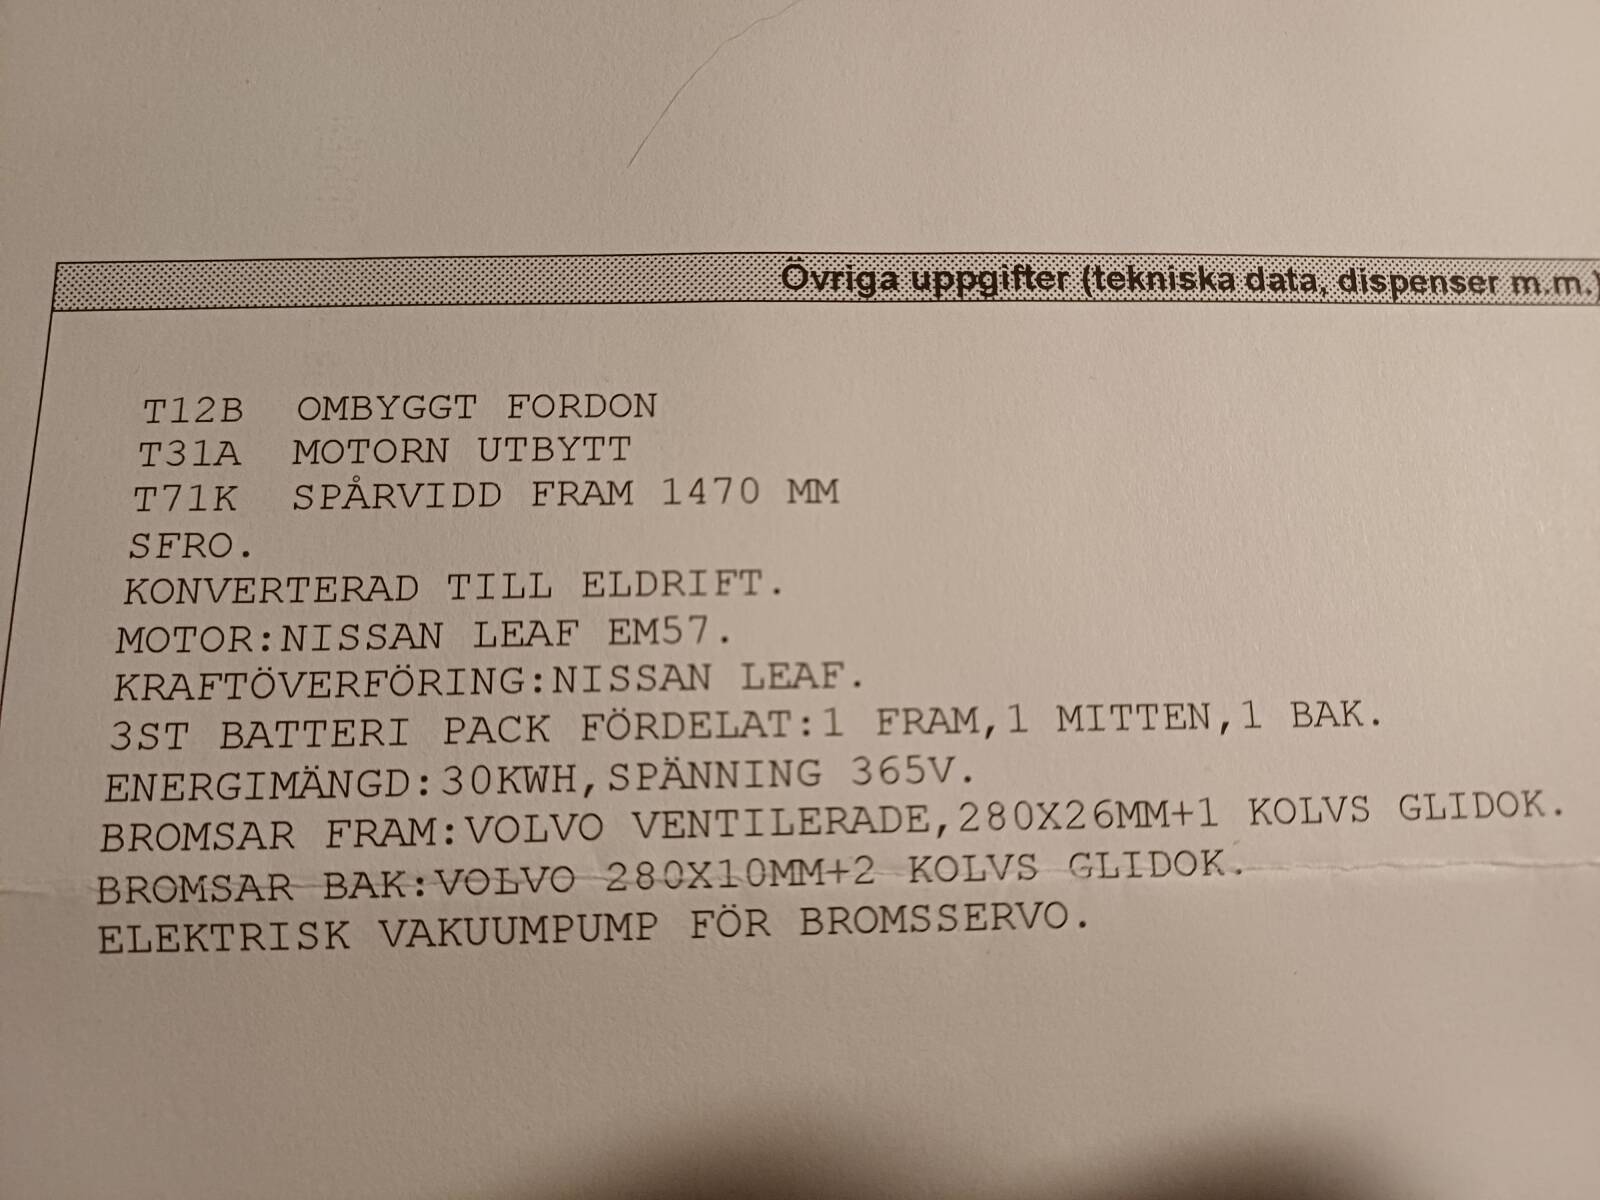 Övriga uppgifter (tekniska data, dispenser m.m.)
T12B OMBYGGT FORDON
T31A MOTORN UTBYTT
T71K SPÅRVIDD FRAM 1470 MM
SFRO.
KONVERTERAD TILL ELDRIFT.
MOTOR:NISSAN LEAF EM57.
KRAFTÖVERFÖRING:NISSAN LEAF.
3ST BATTERI PACK FÖRDELAT:1 FRAM,1 MITTEN,1 BAK.
ENERGIMÄNGD:30KWH,SPÄNNING 365V.
BROMSAR FRAM:VOLVO VENTILERADE,280X26MM+1 KOLVS GLIDOK.
BROMSAR BAK:VOLVO 280X10MM+2 KOLVS GLIDOK.
ELEKTRISK VAKUUMPUMP FÖR BROMSSERVO.